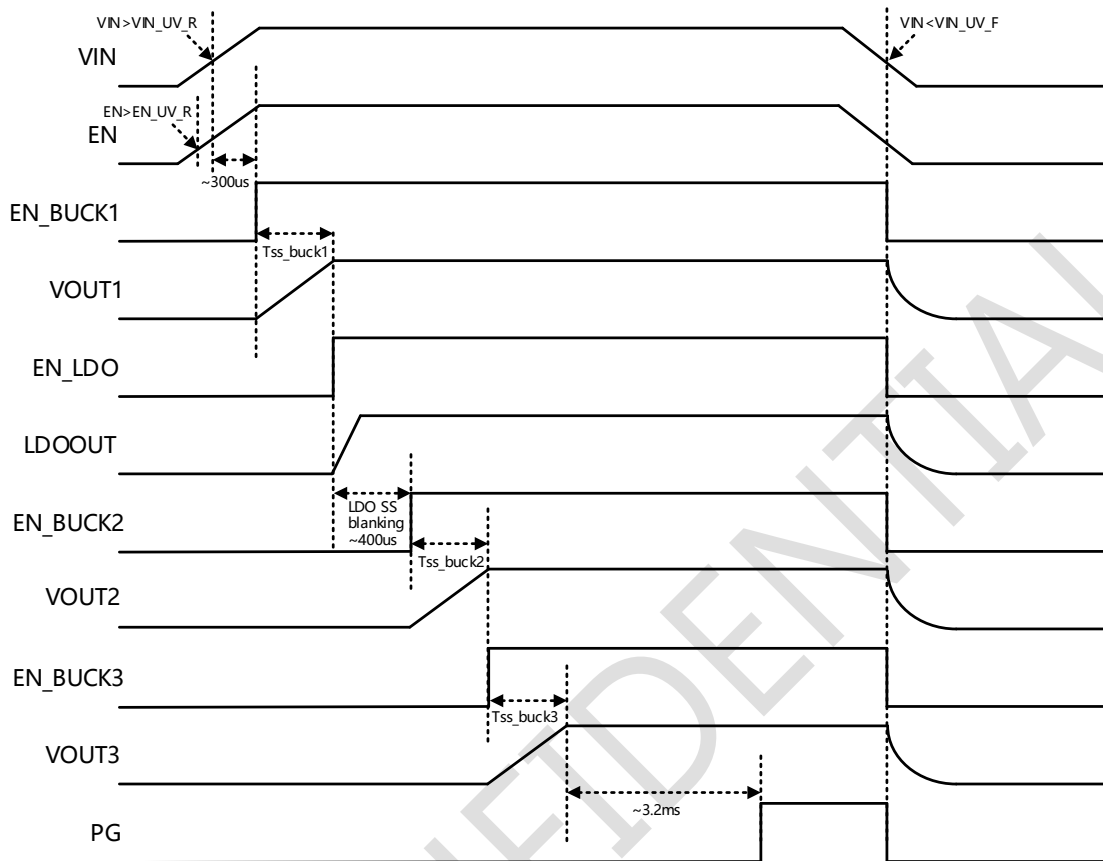 VIN>VIN_UV_R
VIN<VIN_UV_F
VIN
EN>EN_UV_R
EN
~300us
EN_BUCK1
Tss_buck1
VOUT1
EN_LDO
LDOOUT
LDO SS
blanking
~400us
EN_BUCK2
Tss_buck2
VOUT2
EN_BUCK3
Tss_buck3
VOUT3
~3.2ms
PG
FIDENTIAL